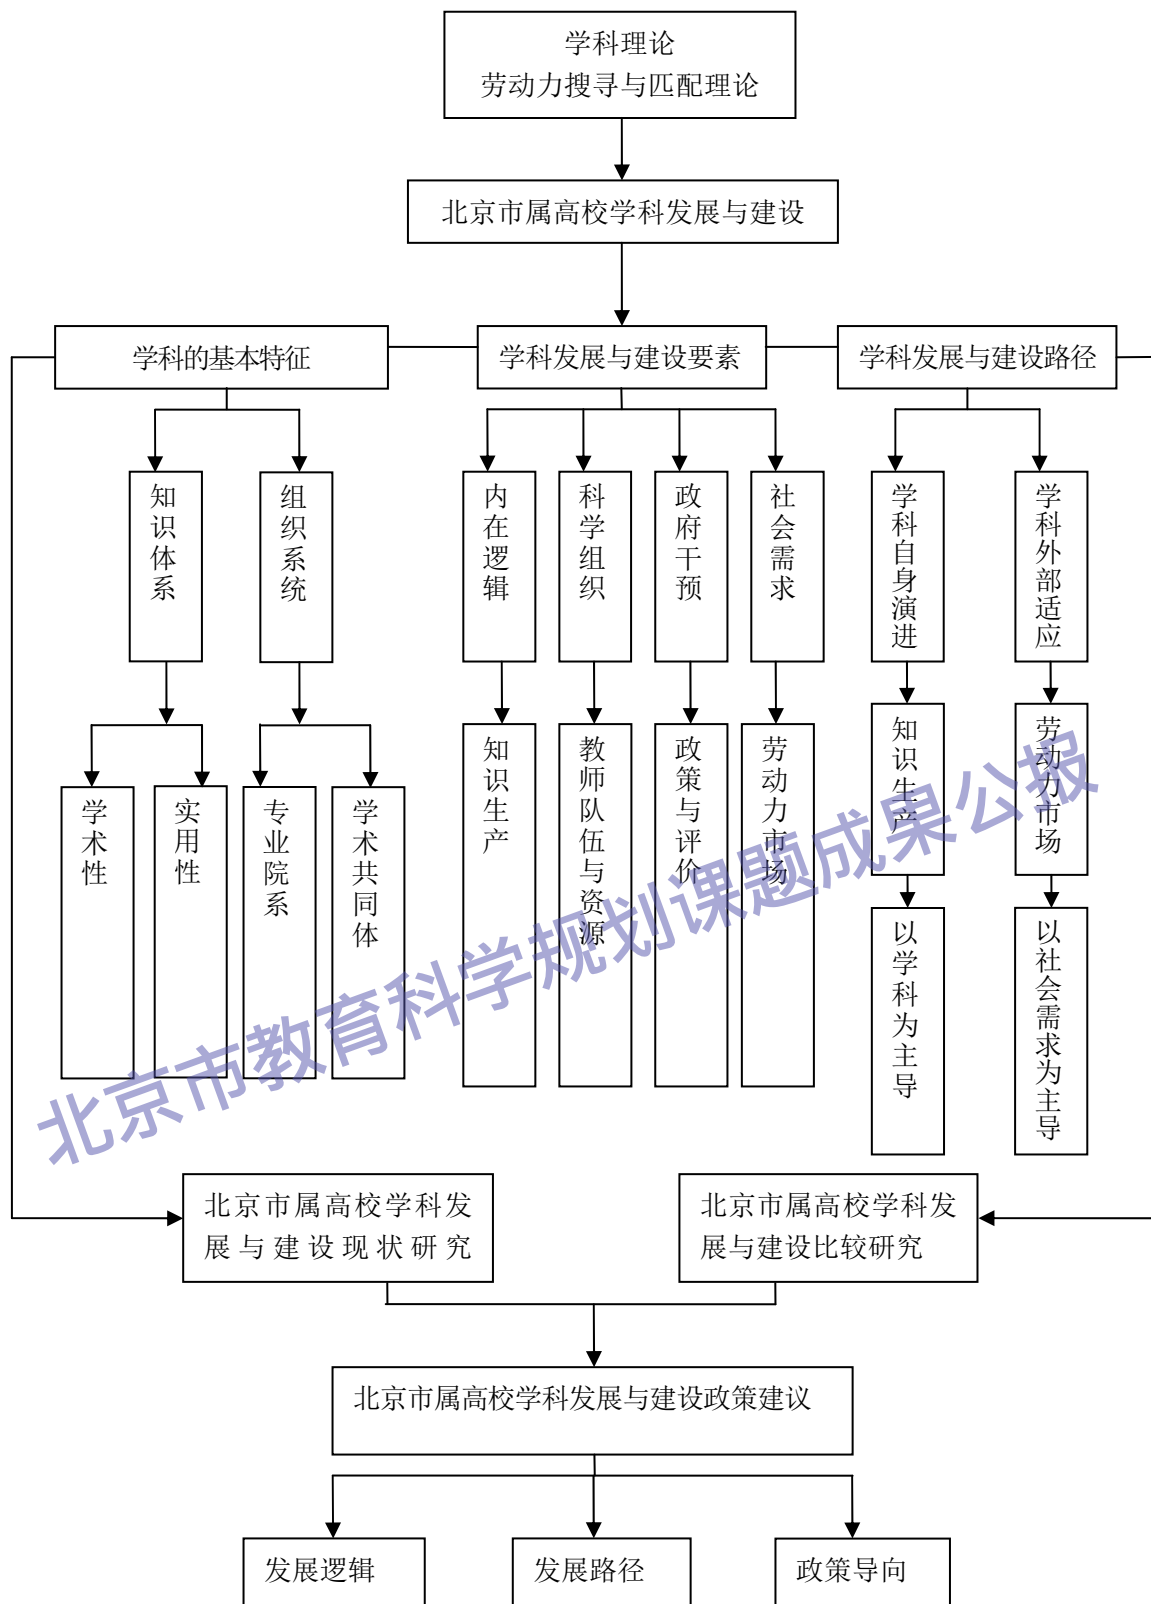 学科理论
劳动力搜寻与匹配理论
北京市属高校学科发展与建设
学科的基本特征
学科发展与建设要素
学科发展与建设路径
知识体系
组织系统
内在逻辑
科学组织
政府干预
社会需求
学科自身演进
学科外部适应
学术性
实用性
专业院系
学术共同体
知识生产
教师队伍与资源
政策与评价
劳动力市场
知识生产
劳动力市场
以学科为主导
以社会需求为主导
北京市教育科学规划课题成果公报
北京市属高校学科发
展与建设现状研究
北京市属高校学科发
展与建设比较研究
北京市属高校学科发展与建设政策建议
发展逻辑
发展路径
政策导向